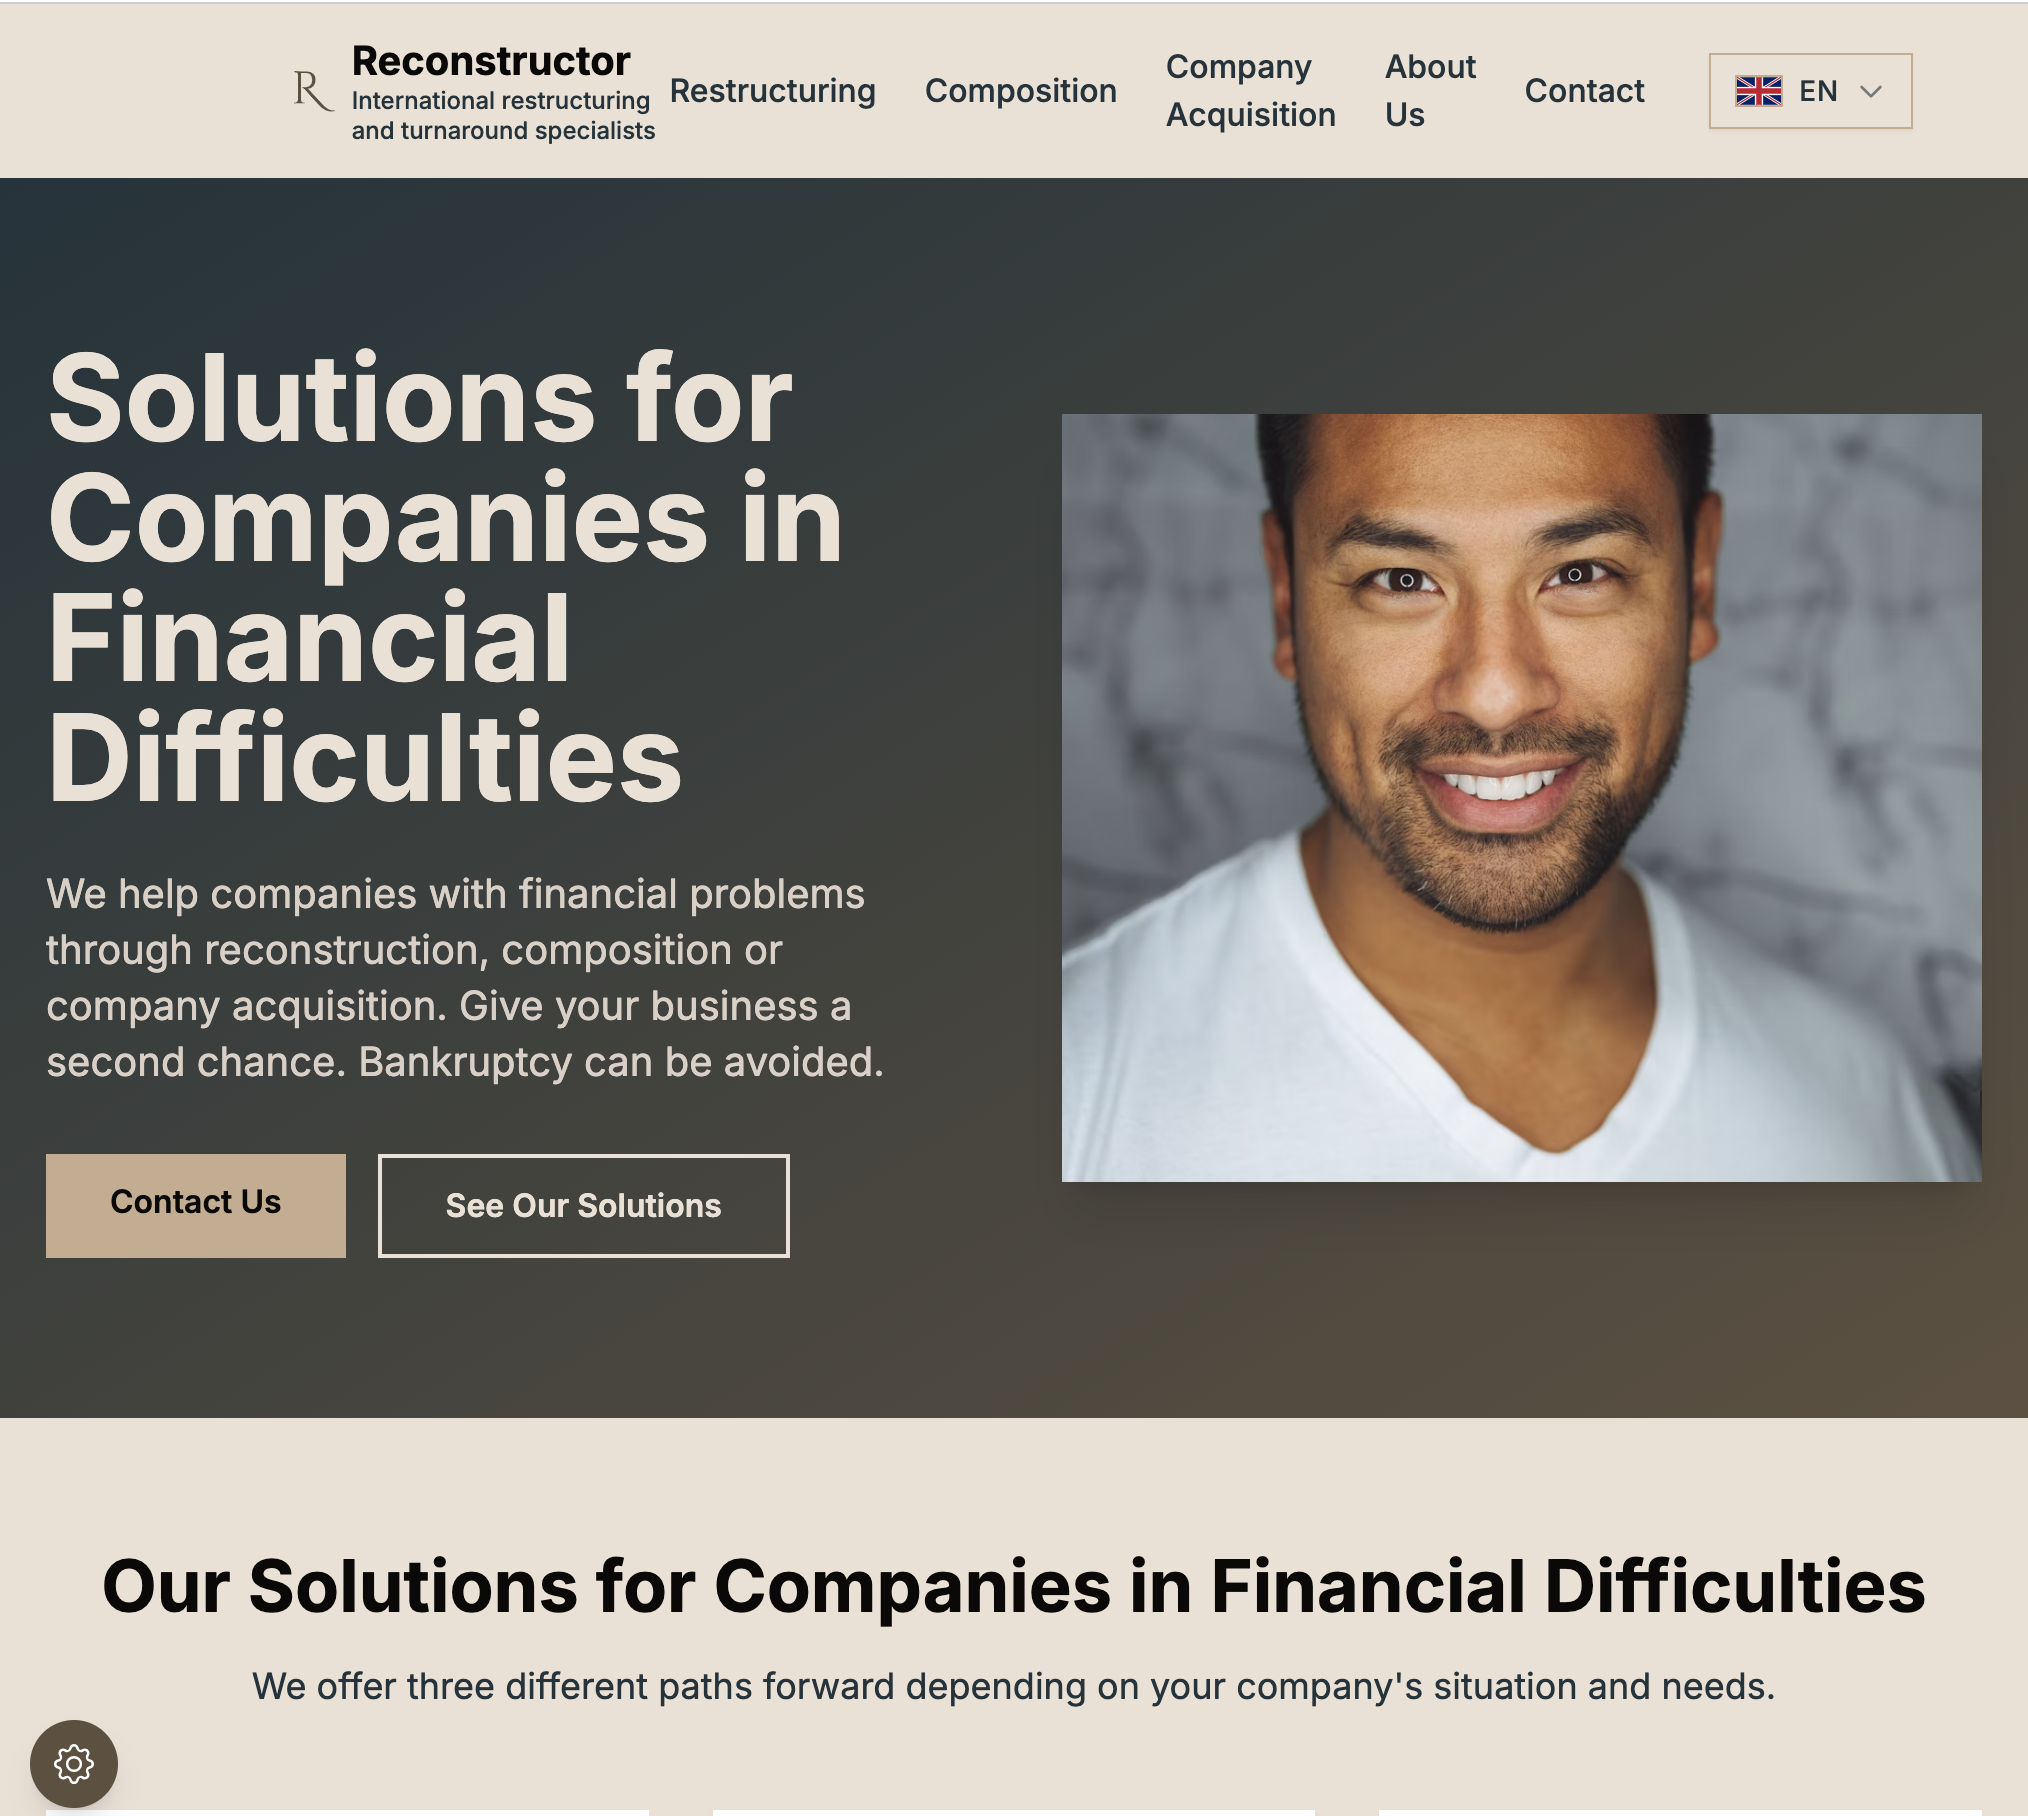 R
Reconstructor
International restructuring
and turnaround specialists
Restructuring
Composition
Company
Acquisition
About
Us
Contact
EN
Solutions for
Companies in
Financial
Difficulties
We help companies with financial problems
through reconstruction, composition or
company acquisition. Give your business a
second chance. Bankruptcy can be avoided.
Contact Us
See Our Solutions
Our Solutions for Companies in Financial Difficulties
We offer three different paths forward depending on your company's situation and needs.